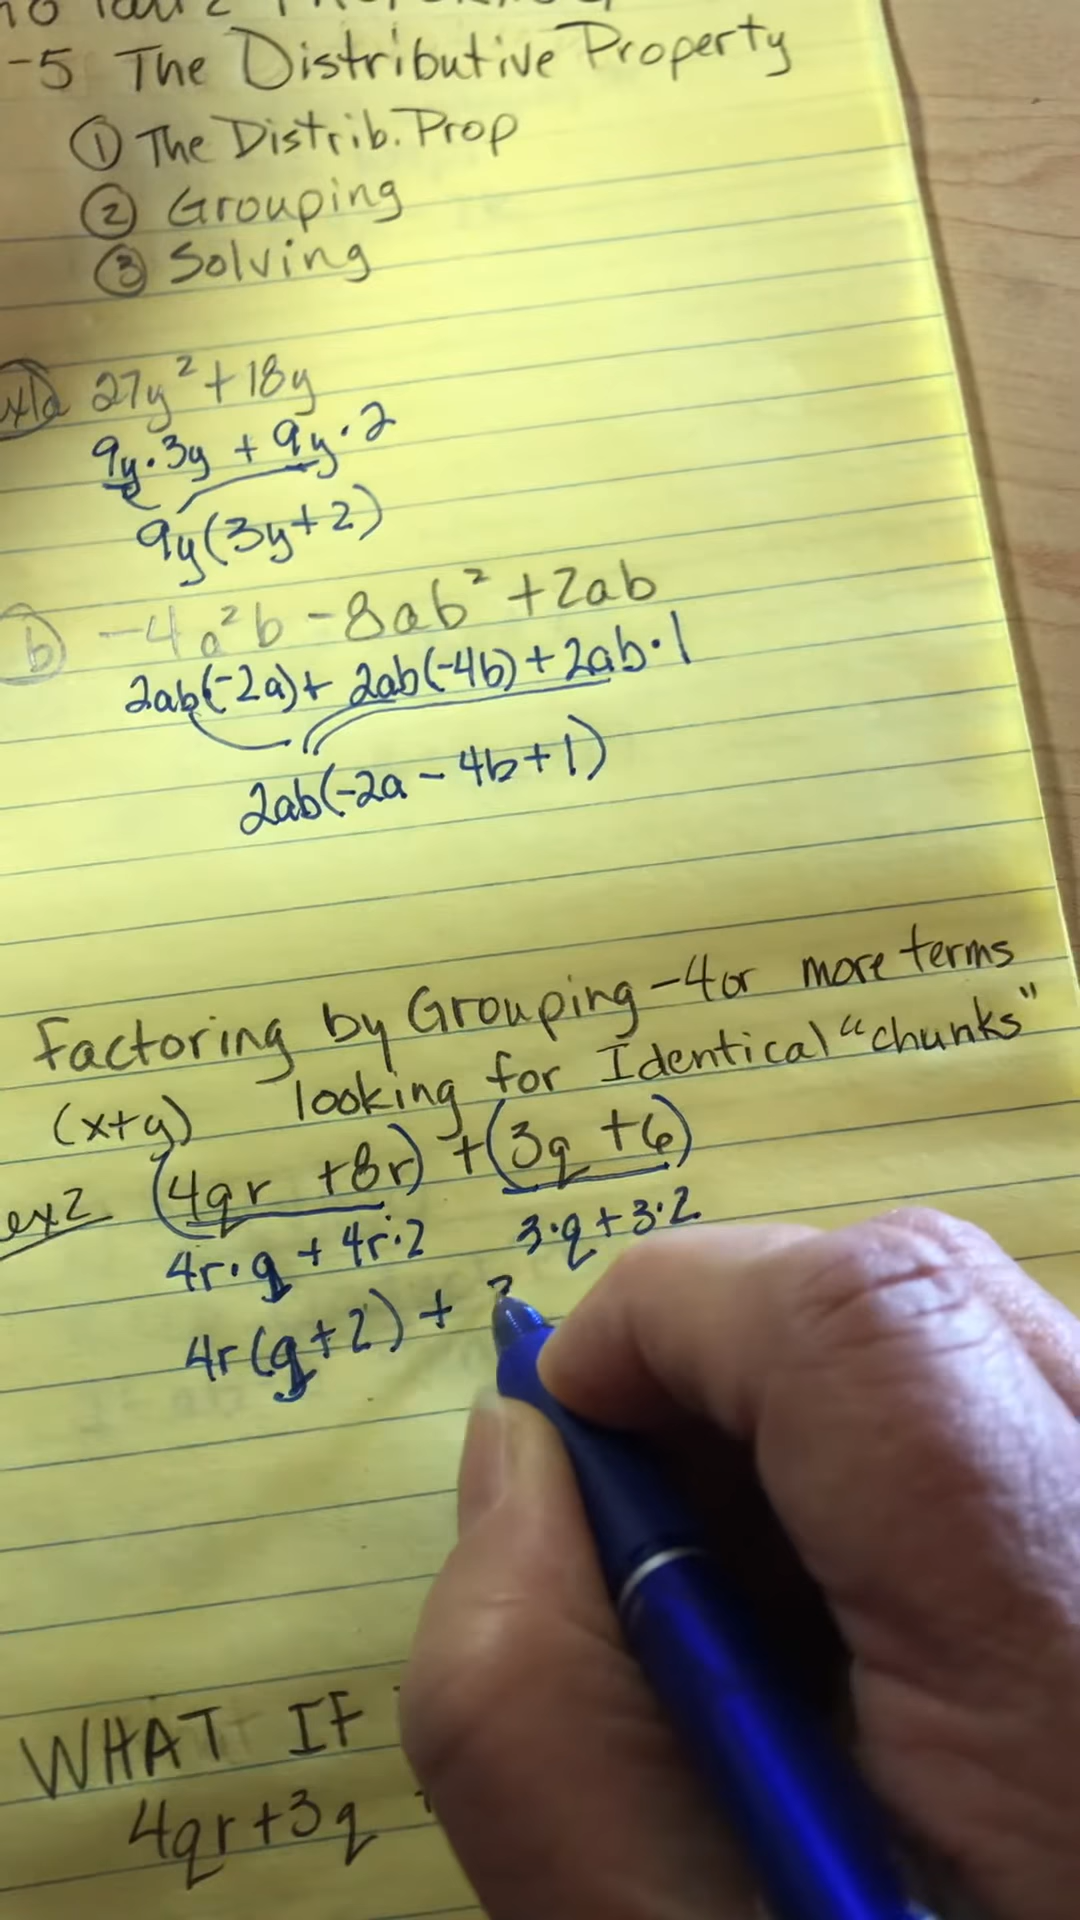 -5 The Distributive Property
① The Distrib. Prop
② Grouping
③ Solving
27y² + 18y
9y·3y + 9y·2
9y(3y+2)
b) -4a²b - 8ab² + 2ab
2ab(-2a) + 2ab(-4b) + 2ab·1
2ab(-2a - 4b + 1)
Factoring by Grouping - 4 or more terms
looking for Identical "chunks"
(x+y)
ex2 (4qr + 8r) + (3q + 6)
4r·q + 4r·2 3·q + 3·2
4r(q+2) +
WHAT IF
4qr+3q